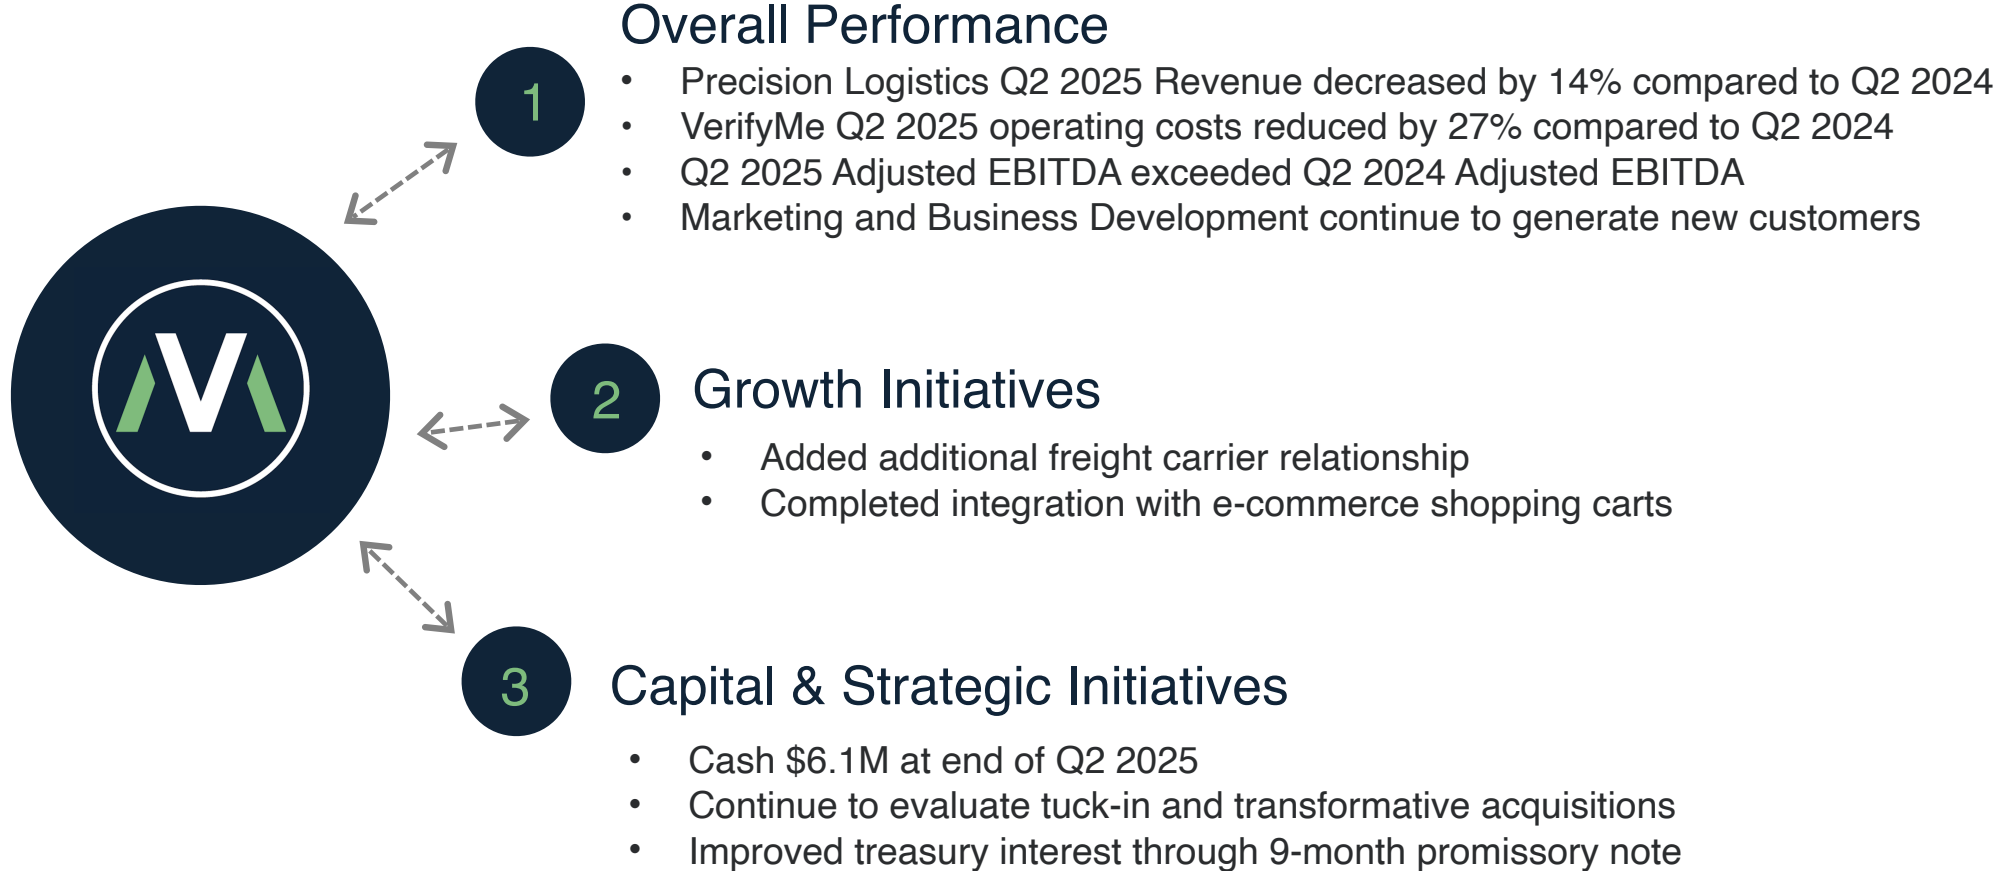 Overall Performance
1
• Precision Logistics Q2 2025 Revenue decreased by 14% compared to Q2 2024
• VerifyMe Q2 2025 operating costs reduced by 27% compared to Q2 2024
• Q2 2025 Adjusted EBITDA exceeded Q2 2024 Adjusted EBITDA
• Marketing and Business Development continue to generate new customers
V
2
Growth Initiatives
• Added additional freight carrier relationship
• Completed integration with e-commerce shopping carts
3
Capital & Strategic Initiatives
• Cash $6.1M at end of Q2 2025
• Continue to evaluate tuck-in and transformative acquisitions
• Improved treasury interest through 9-month promissory note